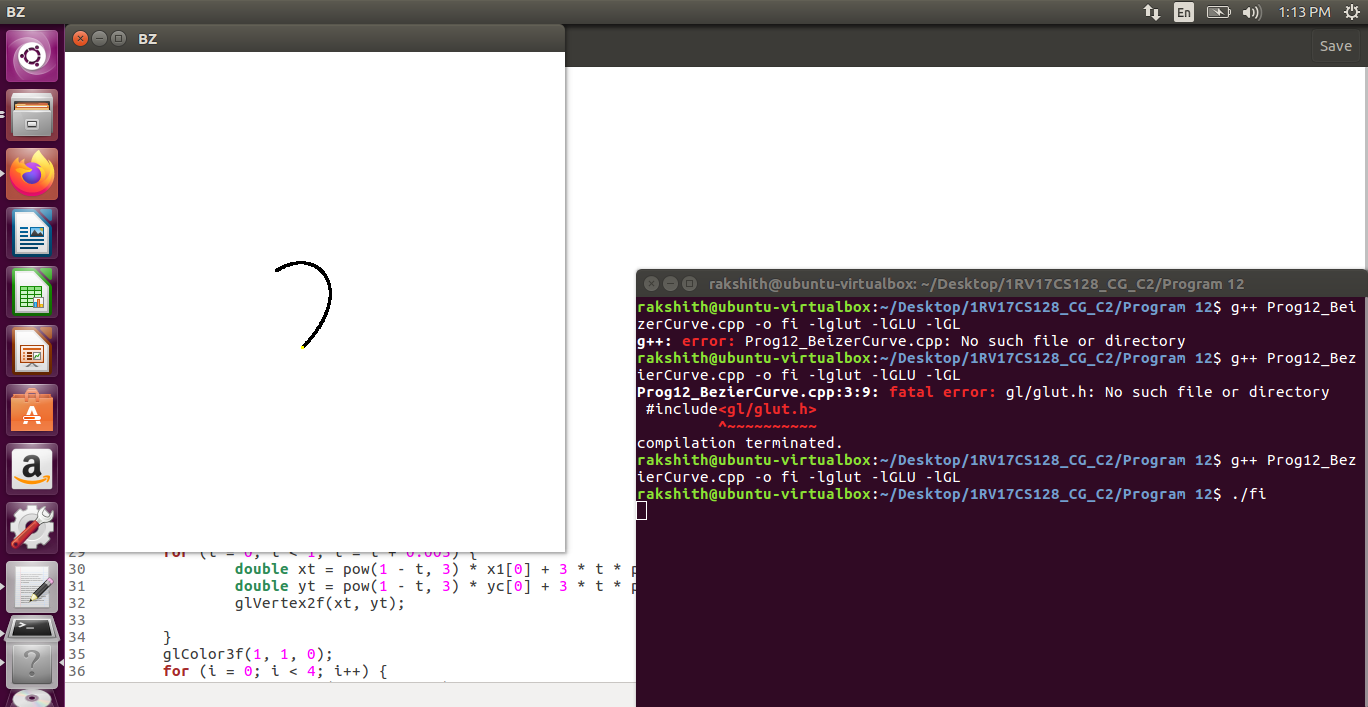 BZ
En
1:13 PM
BZ
Save
rakshith@ubuntu-virtualbox: ~/Desktop/1RV17CS128_CG_C2/Program 12
rakshith@ubuntu-virtualbox:~/Desktop/1RV17CS128_CG_C2/Program 12$ g++ Prog12_Bei
zerCurve.cpp -o fi -lglut -lGLU -lGL
g++: error: Prog12_BeizerCurve.cpp: No such file or directory
rakshith@ubuntu-virtualbox:~/Desktop/1RV17CS128_CG_C2/Program 12$ g++ Prog12_Bez
ierCurve.cpp -o fi -lglut -lGLU -lGL
Prog12_BezierCurve.cpp:3:9: fatal error: gl/glut.h: No such file or directory
 #include<gl/glut.h>
         ^~~~~~~~~~~
compilation terminated.
rakshith@ubuntu-virtualbox:~/Desktop/1RV17CS128_CG_C2/Program 12$ g++ Prog12_Bez
ierCurve.cpp -o fi -lglut -lGLU -lGL
rakshith@ubuntu-virtualbox:~/Desktop/1RV17CS128_CG_C2/Program 12$ ./fi
29 for (t = 0; t < 1; t = t + 0.005) {
30 double xt = pow(1 - t, 3) * x1[0] + 3 * t * p
31 double yt = pow(1 - t, 3) * yc[0] + 3 * t * p
32 glVertex2f(xt, yt);
33
34 }
35 glColor3f(1, 1, 0);
36 for (i = 0; i < 4; i++) {